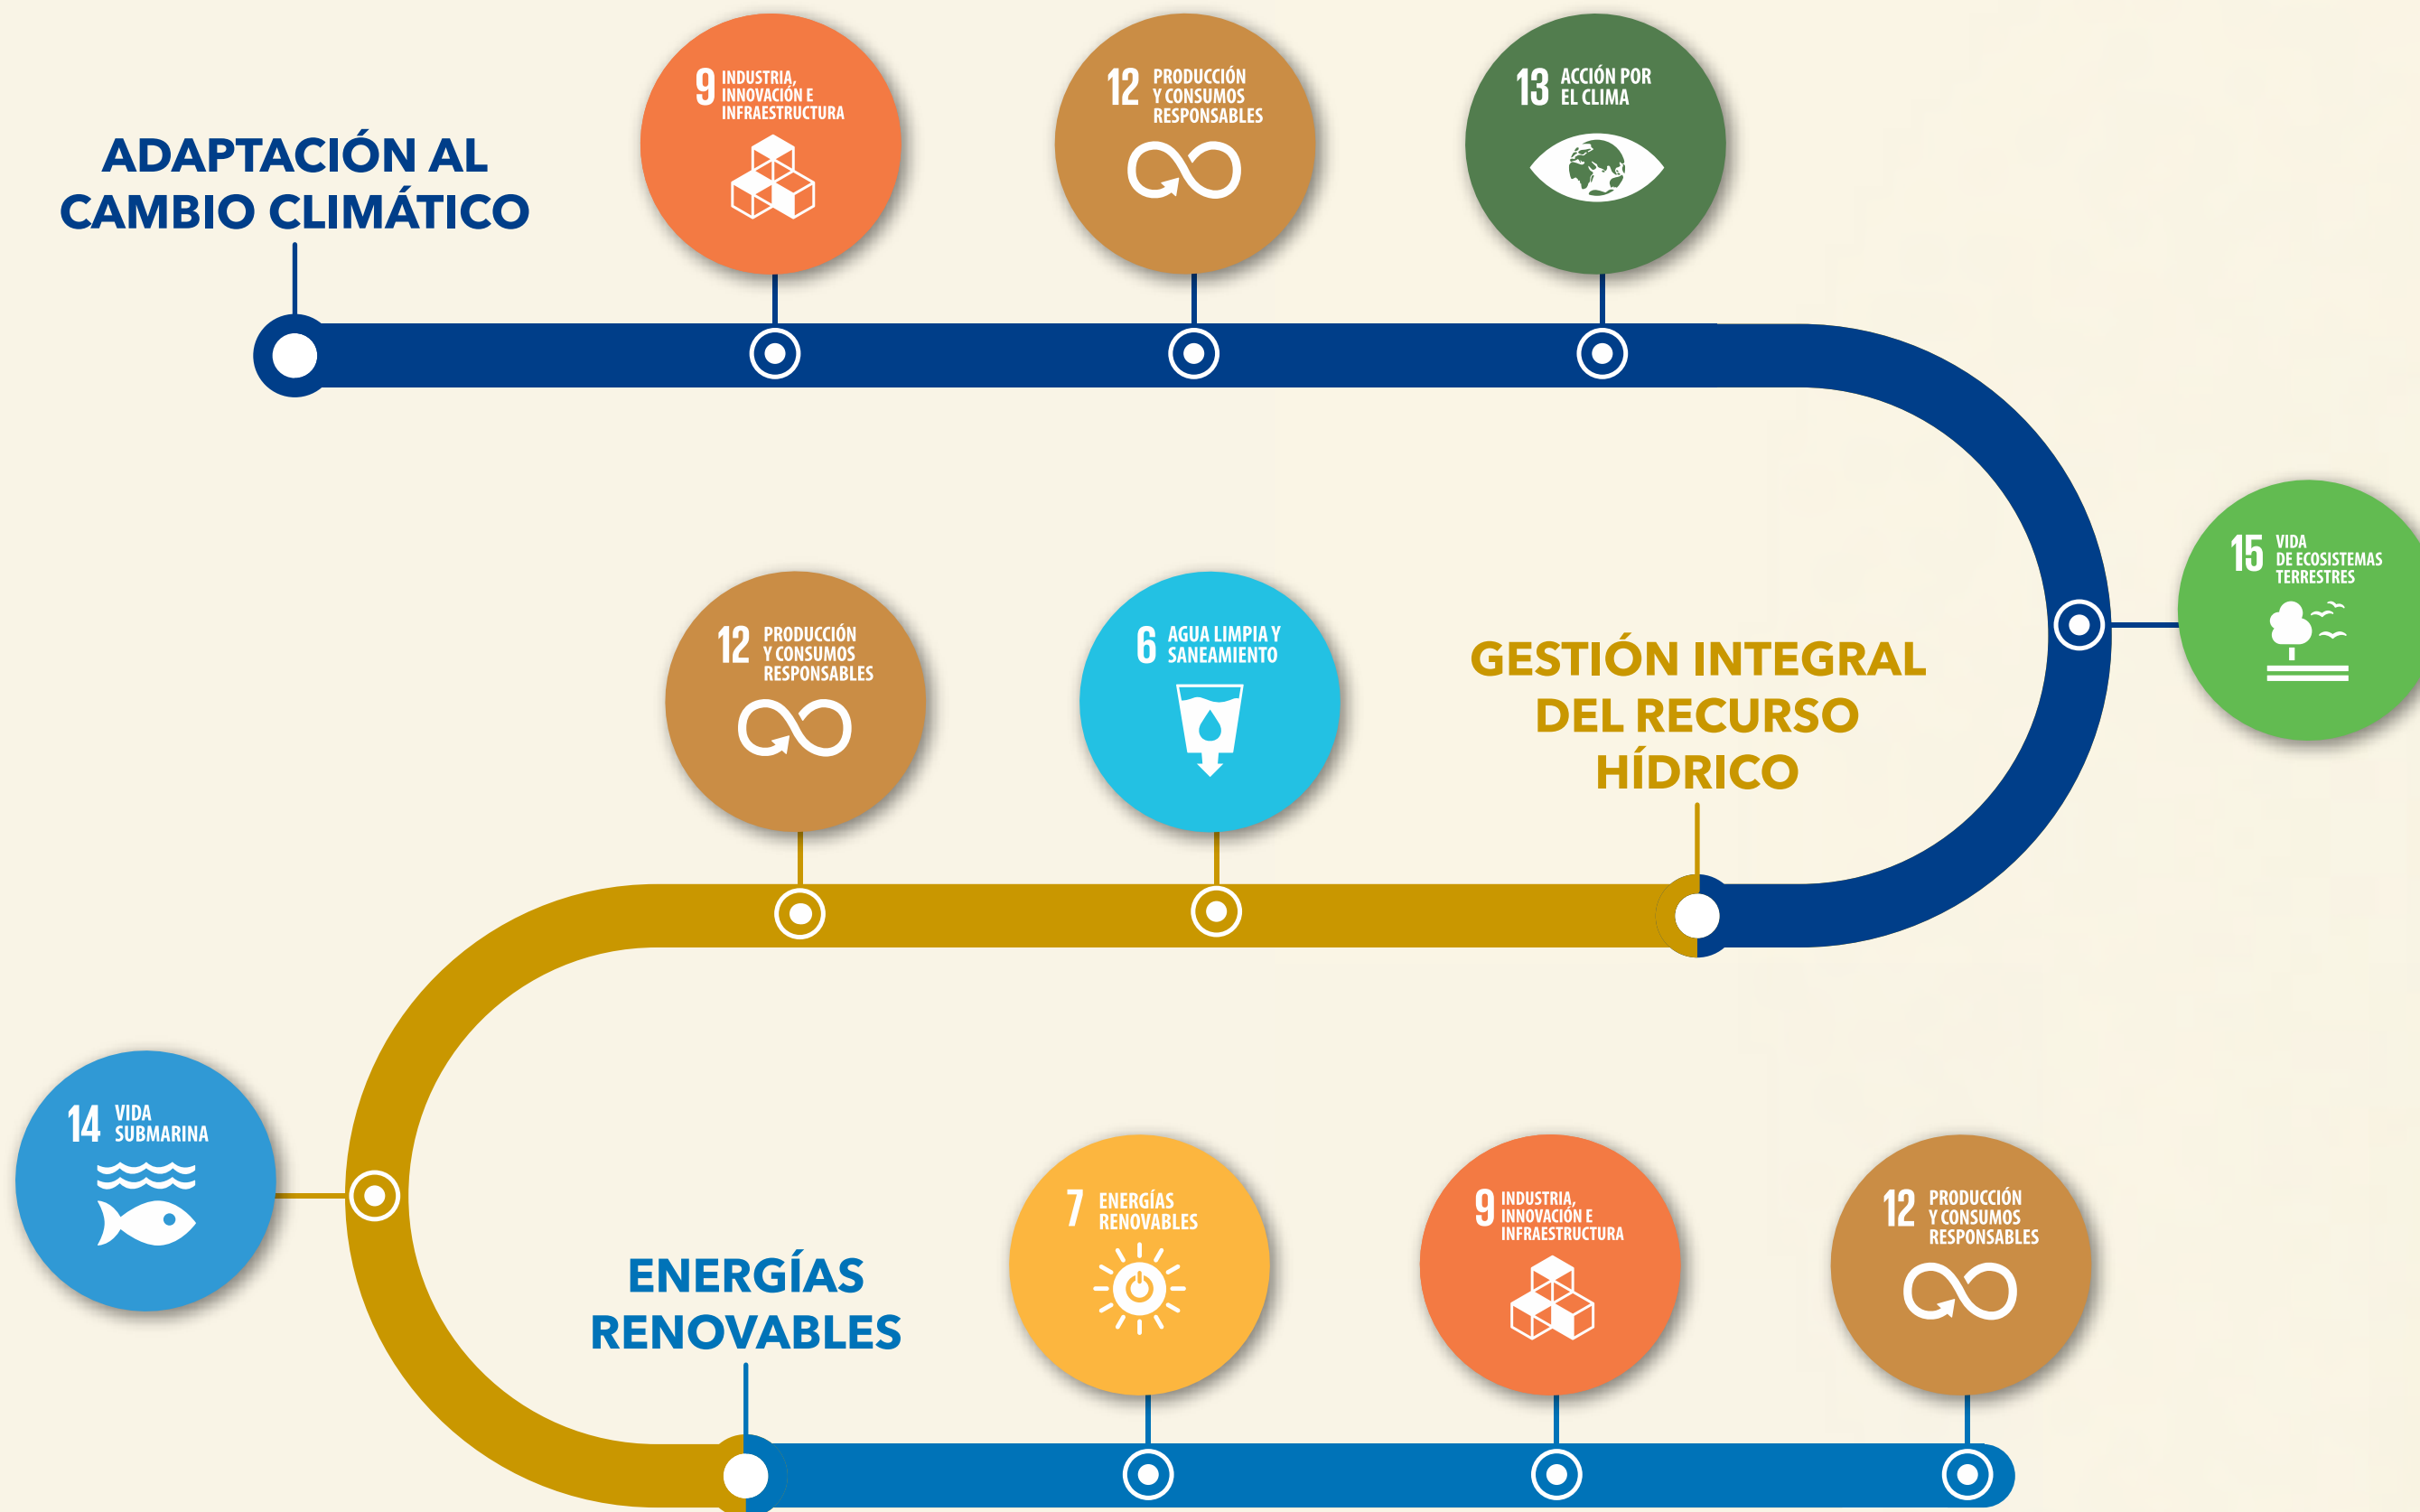 ADAPTACIÓN AL
CAMBIO CLIMÁTICO
9 INDUSTRIA,
INNOVACIÓN E
INFRAESTRUCTURA
12 PRODUCCIÓN
Y CONSUMOS
RESPONSABLES
13 ACCIÓN POR
EL CLIMA
15 VIDA
DE ECOSISTEMAS
TERRESTRES
GESTIÓN INTEGRAL
DEL RECURSO
HÍDRICO
6 AGUA LIMPIA Y
SANEAMIENTO
12 PRODUCCIÓN
Y CONSUMOS
RESPONSABLES
14 VIDA
SUBMARINA
ENERGÍAS
RENOVABLES
7 ENERGÍAS
RENOVABLES
9 INDUSTRIA,
INNOVACIÓN E
INFRAESTRUCTURA
12 PRODUCCIÓN
Y CONSUMOS
RESPONSABLES